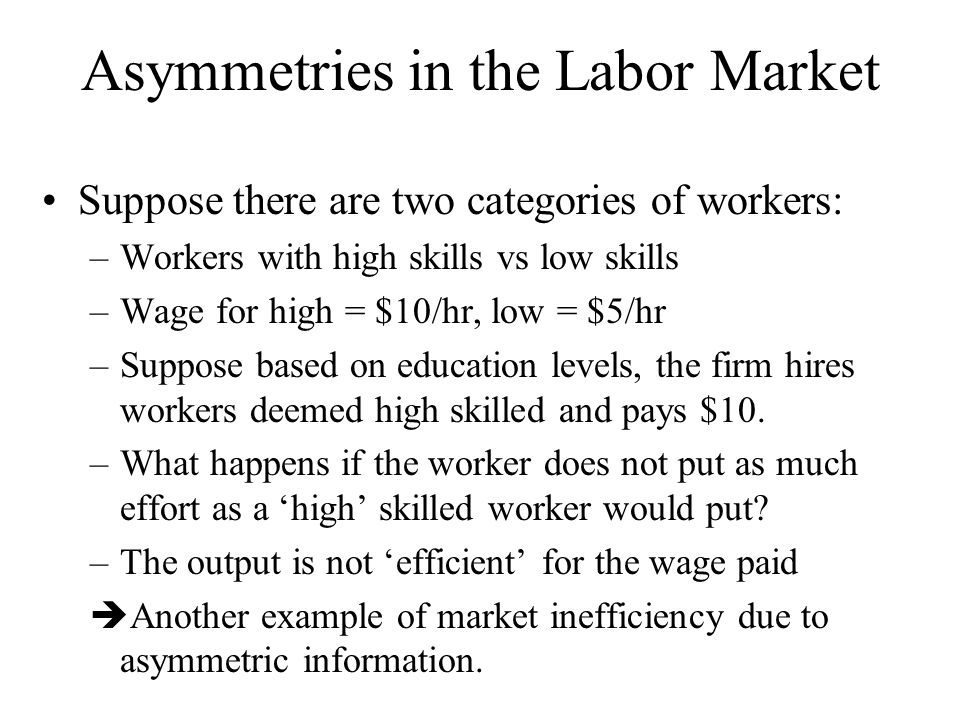 Asymmetries in the Labor Market
• Suppose there are two categories of workers:
–Workers with high skills vs low skills
–Wage for high = $10/hr, low = $5/hr
–Suppose based on education levels, the firm hires
workers deemed high skilled and pays $10.
–What happens if the worker does not put as much
effort as a ‘high’ skilled worker would put?
–The output is not ‘efficient’ for the wage paid
➔Another example of market inefficiency due to
asymmetric information.